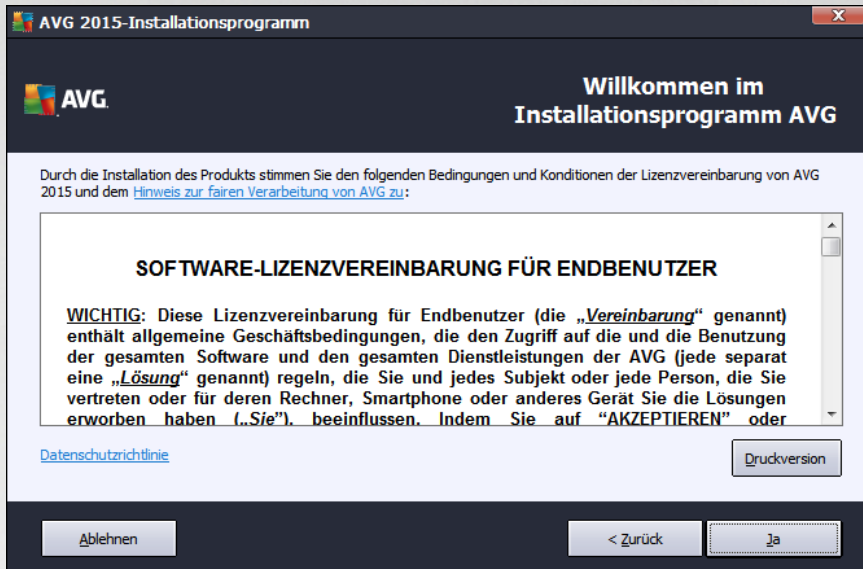 AVG 2015-Installationsprogramm
AVG.
Willkommen im
Installationsprogramm AVG
Durch die Installation des Produkts stimmen Sie den folgenden Bedingungen und Konditionen der Lizenzvereinbarung von AVG
2015 und dem Hinweis zur fairen Verarbeitung von AVG zu:
SOFTWARE-LIZENZVEREINBARUNG FÜR ENDBENUTZER
WICHTIG: Diese Lizenzvereinbarung für Endbenutzer (die „Vereinbarung“ genannt)
enthält allgemeine Geschäftsbedingungen, die den Zugriff auf die und die Benutzung
der gesamten Software und den gesamten Dienstleistungen der AVG (jede separat
eine „Lösung“ genannt) regeln, die Sie und jedes Subjekt oder jede Person, die Sie
vertreten oder für deren Rechner, Smartphone oder anderes Gerät Sie die Lösungen
erworben haben („Sie”), beeinflussen. Indem Sie auf “AKZEPTIEREN” oder
Datenschutzrichtlinie
Druckversion
Ablehnen
< Zurück
Ja